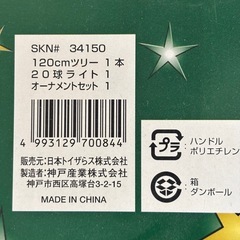 SKN# 34150
120cmツリー 1本
20球ライト 1
オーナメントセット 1
4 993129 700844
販売元:日本トイザらス株式会社
製造元:神戸産業株式会社
神戸市西区高塚台3-2-15
MADE IN CHINA
プラ
ハンドル
ポリエチレン
箱
ダンボール